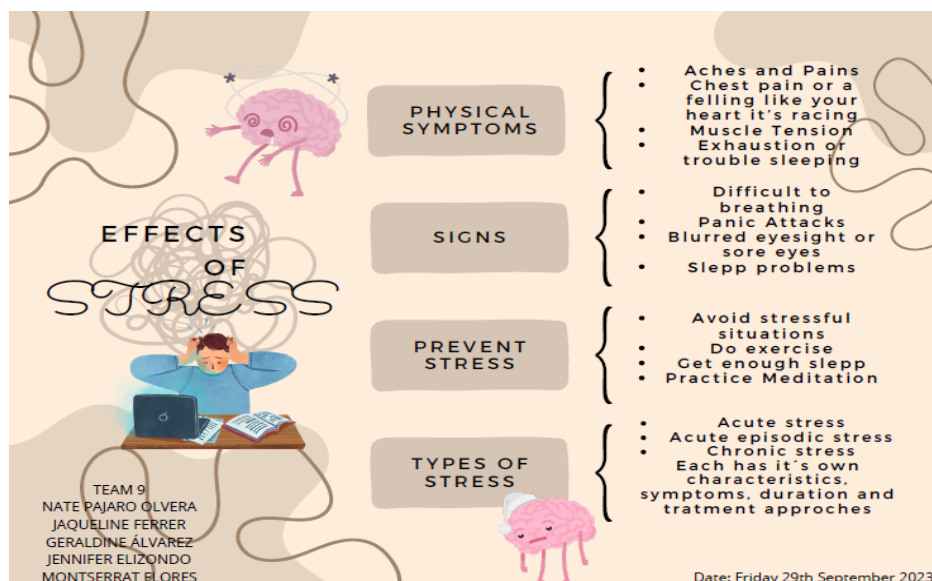 EFFECTS
OF
STRESS
TEAM 9
NATE PAJARO OLVERA
JAQUELINE FERRER
GERALDINE ÁLVAREZ
JENNIFER ELIZONDO
MONTSERRAT FLORES
PHYSICAL
SYMPTOMS
• Aches and Pains
• Chest pain or a
felling like your
heart it's racing
• Muscle Tension
• Exhaustion or
trouble sleeping
SIGNS
• Difficult to
breathing
• Panic Attacks
• Blurred eyesight or
sore eyes
• Slepp problems
PREVENT
STRESS
• Avoid stressful
situations
• Do exercise
• Get enough slepp
• Practice Meditation
TYPES OF
STRESS
• Acute stress
• Acute episodic stress
• Chronic stress
Each has it´s own
characteristics,
symptoms, duration and
tratment approches
Date: Friday 29th September 2023